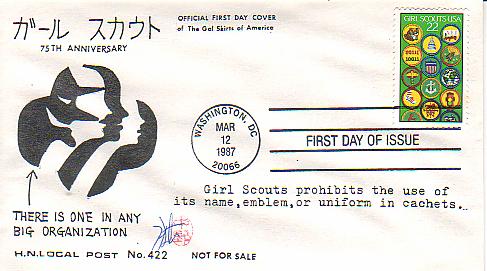 ガール スカウト
75TH ANNIVERSARY
OFFICIAL FIRST DAY COVER
of The Gal Skirts of America
GIRL SCOUTS USA
22
WASHINGTON, DC
MAR
12
1987
20066
FIRST DAY OF ISSUE
Girl Scouts prohibits the use of
its name, emblem, or uniform in cachets.
THERE IS ONE IN ANY
BIG ORGANIZATION
H.N. LOCAL POST No. 422 NOT FOR SALE